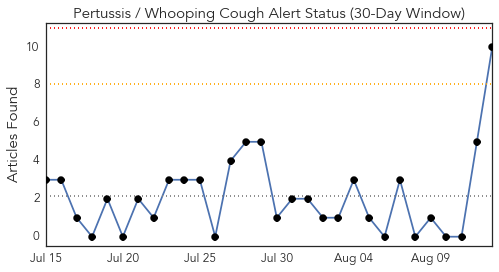 Pertussis / Whooping Cough Alert Status (30-Day Window)
Articles Found
10
8
6
4
2
0
Jul 15 Jul 20 Jul 25 Jul 30 Aug 04 Aug 09